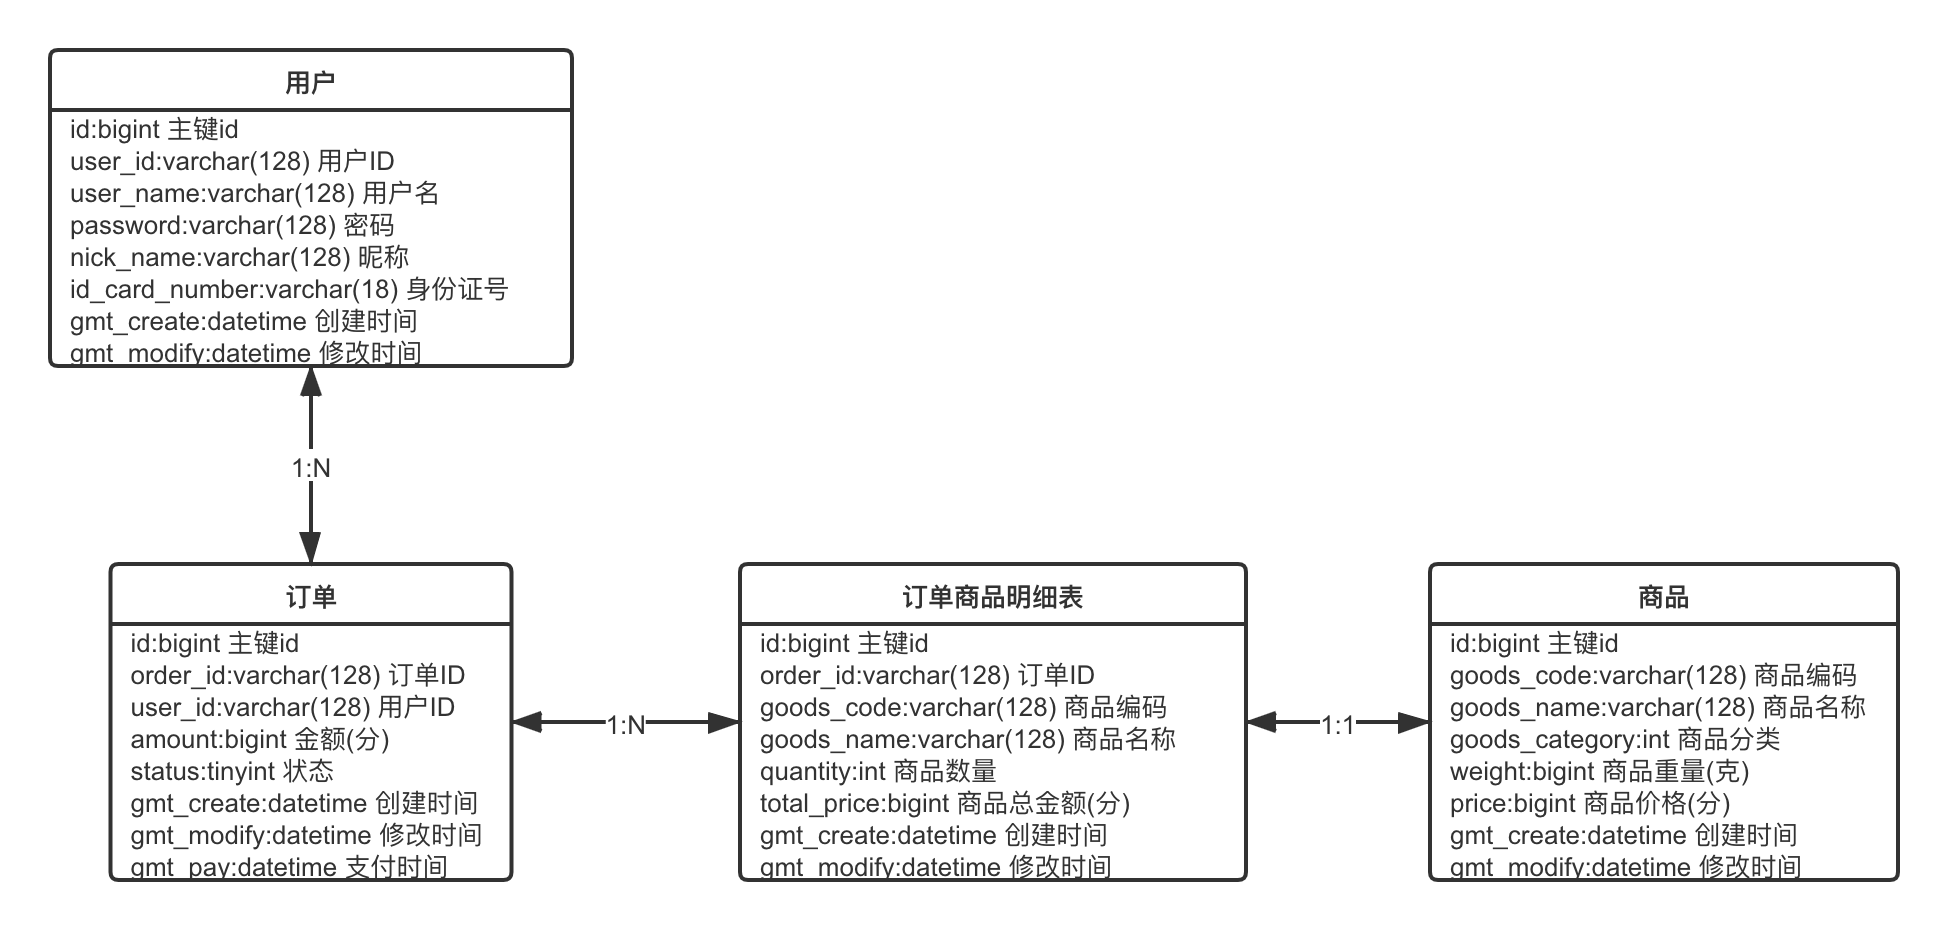 用户
id:bigint 主键id
user_id:varchar(128) 用户ID
user_name:varchar(128) 用户名
password:varchar(128) 密码
nick_name:varchar(128) 昵称
id_card_number:varchar(18) 身份证号
gmt_create:datetime 创建时间
gmt_modify:datetime 修改时间
1:N
订单
id:bigint 主键id
order_id:varchar(128) 订单ID
user_id:varchar(128) 用户ID
amount:bigint 金额(分)
status:tinyint 状态
gmt_create:datetime 创建时间
gmt_modify:datetime 修改时间
gmt_pay:datetime 支付时间
1:N
订单商品明细表
id:bigint 主键id
order_id:varchar(128) 订单ID
goods_code:varchar(128) 商品编码
goods_name:varchar(128) 商品名称
quantity:int 商品数量
total_price:bigint 商品总金额(分)
gmt_create:datetime 创建时间
gmt_modify:datetime 修改时间
1:1
商品
id:bigint 主键id
goods_code:varchar(128) 商品编码
goods_name:varchar(128) 商品名称
goods_category:int 商品分类
weight:bigint 商品重量(克)
price:bigint 商品价格(分)
gmt_create:datetime 创建时间
gmt_modify:datetime 修改时间